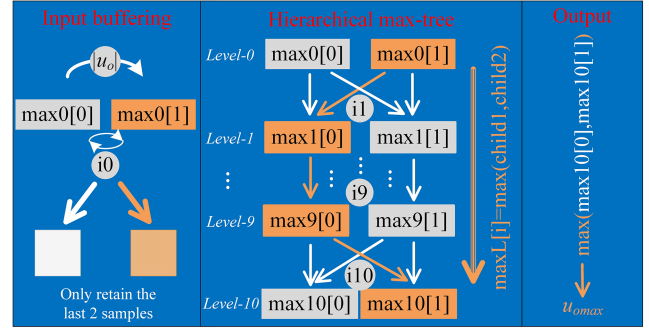 Input buffering
|u_o|
max0[0] max0[1]
i0
Only retain the
last 2 samples
Hierarchical max-tree
Level-0 max0[0] max0[1]
i1
Level-1 max1[0] max1[1]
i9
Level-9 max9[0] max9[1]
i10
Level-10 max10[0] max10[1]
maxL[i]=max(child1,child2)
Output
max(max10[0],max10[1])
u_omax